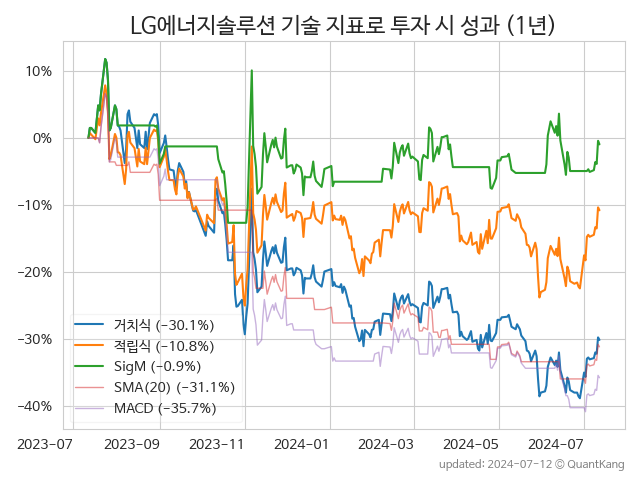 LG에너지솔루션 기술 지표로 투자 시 성과 (1년)
10%
0%
−10%
−20%
−30%
−40%
거치식 (−30.1%)
적립식 (−10.8%)
SigM (−0.9%)
SMA(20) (−31.1%)
MACD (−35.7%)
2023-07
2023-09
2023-11
2024-01
2024-03
2024-05
2024-07
updated: 2024-07-12 © QuantKang